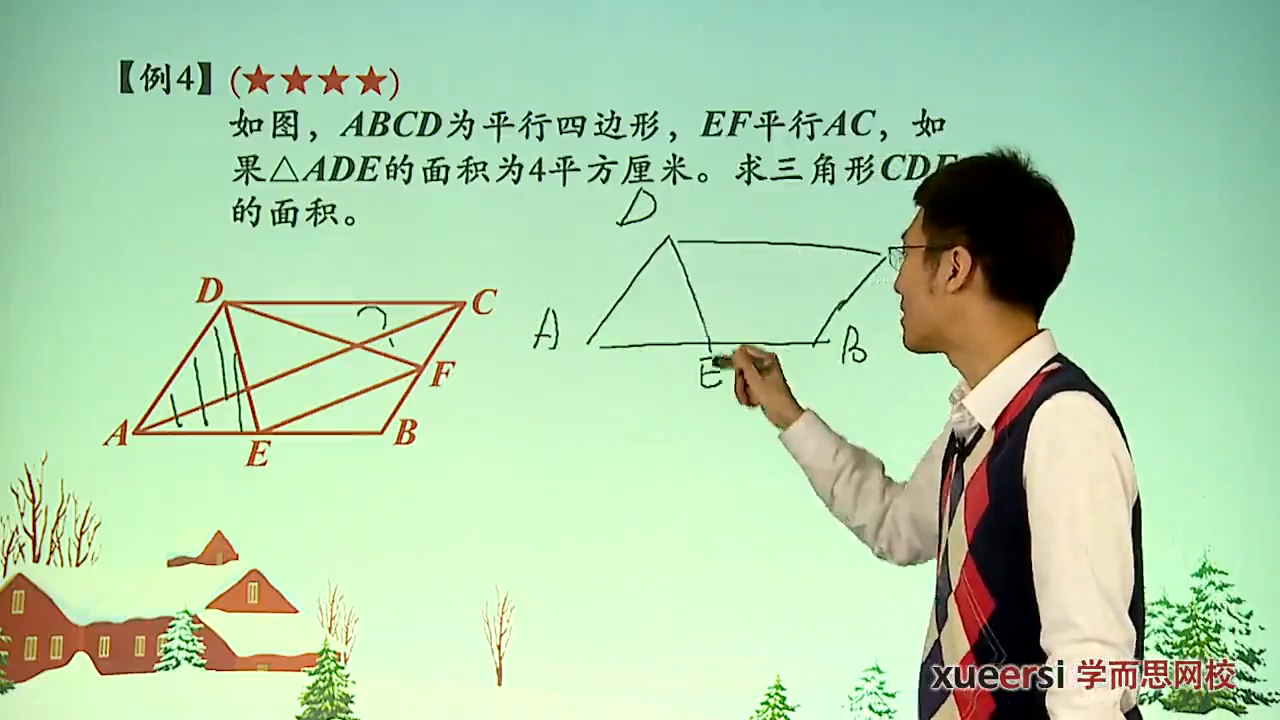 【例4】(★★★★)
如图，ABCD为平行四边形，EF平行AC，如
果△ADE的面积为4平方厘米。求三角形CDF
的面积。
D
D
C
A
B
F
A
E
B
E
xueersi 学而思网校